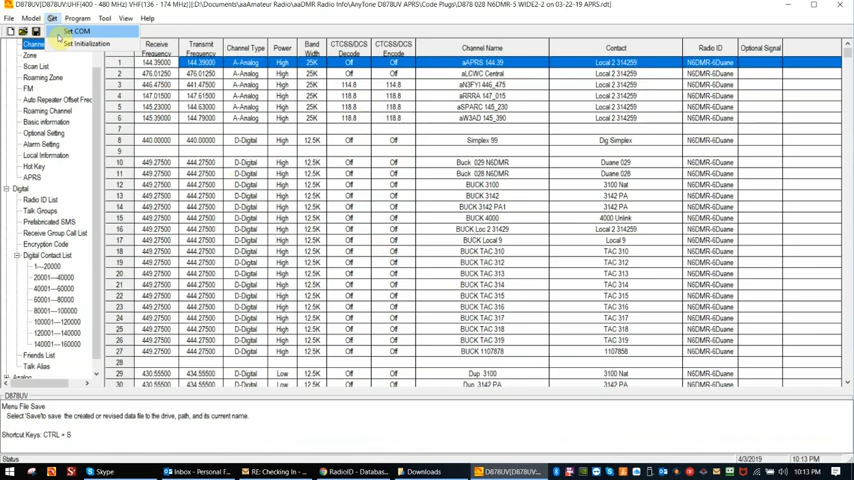 D878UV[D878UV:UHF(400 - 480 MHz) VHF(136 - 174 MHz)][D:\Documents\aaAmateur Radio\aaDMR Radio Info\AnyTone D878UV APRS\Code Plugs\D878 028 N6DMR-5 WIDE2-2 on 03-22-19 APRS.rdt]
File Model Set Program Tool View Help
Set COM
Set Initialization
Channel
Zone
Scan List
Roaming Zone
FM
Auto Repeater Offset Freq
Roaming Channel
Basic information
Optional Setting
Alarm Setting
Local Information
Hot Key
APRS
Digital
Radio ID List
Talk Groups
Prefabricated SMS
Receive Group Call List
Encryption Code
Digital Contact List
1---20000
20001---40000
40001---60000
60001---80000
80001---100000
100001---120000
120001---140000
140001---160000
Friends List
Talk Alias
Receive Frequency Transmit Frequency Channel Type Power Band Width CTCSS/DCS Decode CTCSS/DCS Encode Channel Name Contact Radio ID Optional Signal
1 144.39000 144.39000 A-Analog High 25K Off Off aAPRS 144.39 Local 2 314259 N6DMR-6Duane
2 476.01250 476.01250 A-Analog High 25K Off Off aLCWC Central Local 2 314259 N6DMR-6Duane
3 446.47500 441.47500 A-Analog High 25K 114.8 114.8 aN3FYI 446_475 Local 2 314259 N6DMR-6Duane
4 147.01500 147.61500 A-Analog High 25K 118.8 118.8 aRRRA 147_015 Local 2 314259 N6DMR-6Duane
5 145.23000 144.63000 A-Analog High 25K 118.8 118.8 aSPARC 145_230 Local 2 314259 N6DMR-6Duane
6 145.39000 144.79000 A-Analog High 25K 118.8 118.8 aW3AD 145_390 Local 2 314259 N6DMR-6Duane
7
8 440.00000 440.00000 D-Digital High 12.5K Off Off Simplex 99 Dig Simplex N6DMR-6Duane
9
10 449.27500 444.27500 D-Digital High 12.5K Off Off Buck 029 N6DMR Duane 029 N6DMR-6Duane
11 449.27500 444.27500 D-Digital High 12.5K Off Off Buck 028 N6DMR Duane 028 N6DMR-6Duane
12 449.27500 444.27500 D-Digital High 12.5K Off Off BUCK 3100 3100 Nat N6DMR-6Duane
13 449.27500 444.27500 D-Digital High 12.5K Off Off BUCK 3142 3142 PA N6DMR-6Duane
14 449.27500 444.27500 D-Digital High 12.5K Off Off BUCK 3142 PA1 3142 PA N6DMR-6Duane
15 449.27500 444.27500 D-Digital High 12.5K Off Off BUCK 4000 4000 Unlink N6DMR-6Duane
16 449.27500 444.27500 D-Digital High 12.5K Off Off BUCK Loc 2 31429 Local 2 314259 N6DMR-6Duane
17 449.27500 444.27500 D-Digital High 12.5K Off Off BUCK Local 9 Local 9 N6DMR-6Duane
18 449.27500 444.27500 D-Digital High 12.5K Off Off BUCK TAC 310 TAC 310 N6DMR-6Duane
19 449.27500 444.27500 D-Digital High 12.5K Off Off BUCK TAC 312 TAC 312 N6DMR-6Duane
20 449.27500 444.27500 D-Digital High 12.5K Off Off BUCK TAC 313 TAC 313 N6DMR-6Duane
21 449.27500 444.27500 D-Digital High 12.5K Off Off BUCK TAC 314 TAC 314 N6DMR-6Duane
22 449.27500 444.27500 D-Digital High 12.5K Off Off BUCK TAC 315 TAC 315 N6DMR-6Duane
23 449.27500 444.27500 D-Digital High 12.5K Off Off BUCK TAC 316 TAC 316 N6DMR-6Duane
24 449.27500 444.27500 D-Digital High 12.5K Off Off BUCK TAC 317 TAC 317 N6DMR-6Duane
25 449.27500 444.27500 D-Digital High 12.5K Off Off BUCK TAC 318 TAC 318 N6DMR-6Duane
26 449.27500 444.27500 D-Digital High 12.5K Off Off BUCK TAC 319 TAC 319 N6DMR-6Duane
27 449.27500 444.27500 D-Digital High 12.5K Off Off BUCK 1107878 1107858 N6DMR-6Duane
28
29 430.55500 430.55500 D-Digital Low 12.5K Off Off Dup 3100 3100 Nat N6DMR-6Duane
30 430.55500 430.55500 D-Digital Low 12.5K Off Off Dup 3142 PA 3142 PA N6DMR-6Duane
D878UV
Menu File Save
Select 'Save'to save the created or revised data file to the drive, path, and its current name.
Shortcut Keys: CTRL + S
Status 4/3/2019 10:13 PM
Skype Inbox - Personal F... RE: Checking In -... RadioID - Databas... Downloads D878UV[D878UV:... 10:13 PM